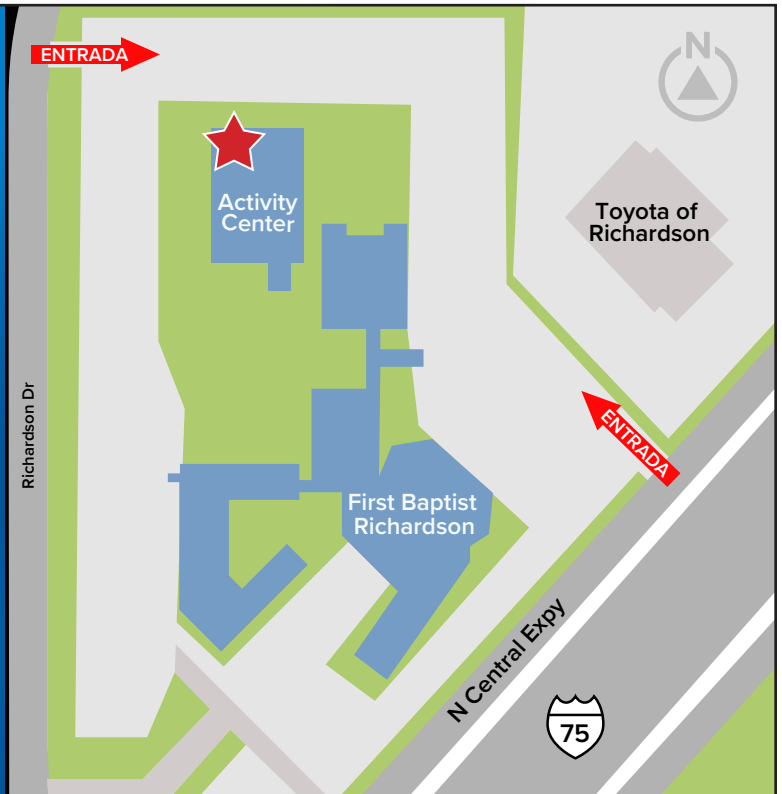 ENTRADA
N
Activity
Center
Toyota of
Richardson
Richardson Dr
ENTRADA
First Baptist
Richardson
N Central Expy
75